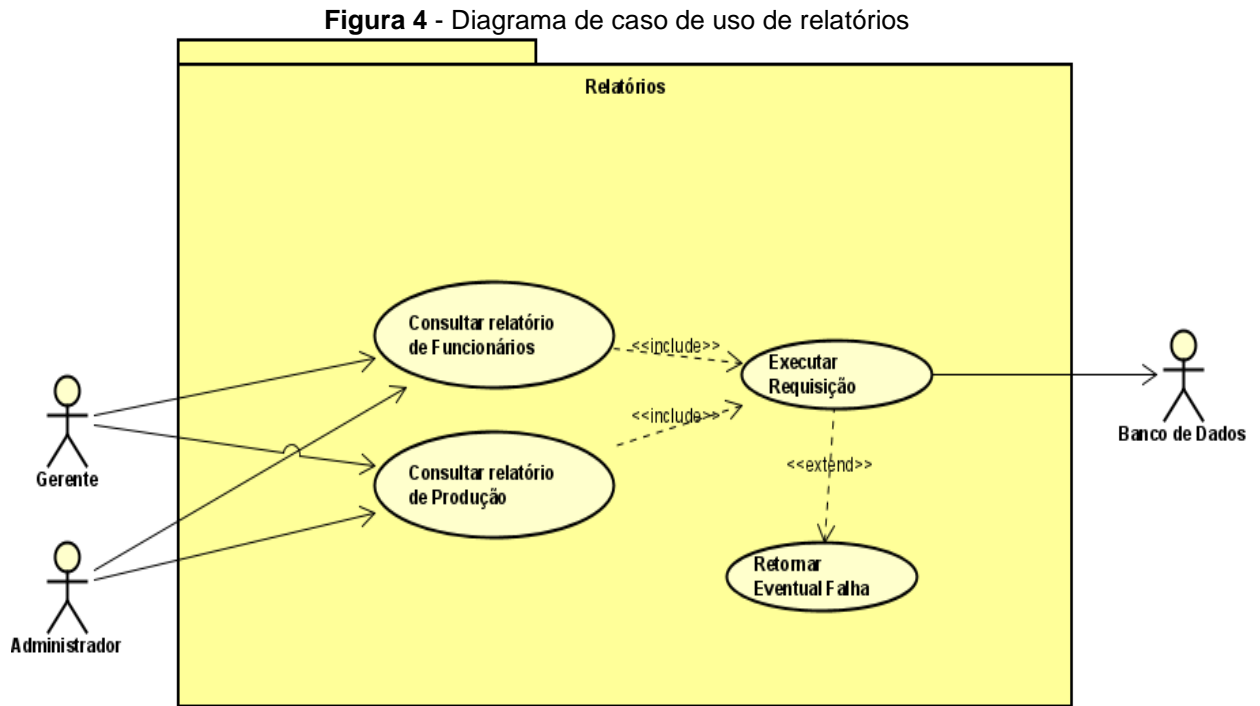 Figura 4 - Diagrama de caso de uso de relatórios
Relatórios
Consultar relatório
de Funcionários
<<include>>
Executar
Requisição
<<include>>
Banco de Dados
Gerente
Consultar relatório
de Produção
<<extend>>
Retornar
Eventual Falha
Administrador